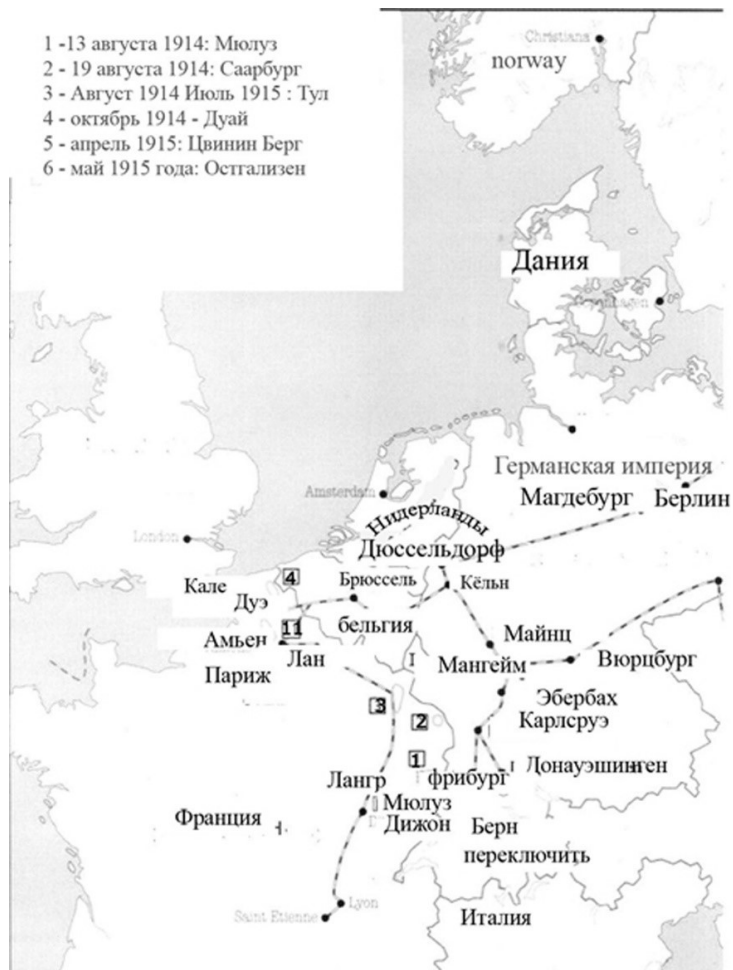 1 -13 августа 1914: Мюлуз
2 - 19 августа 1914: Саарбург
3 - Август 1914 Июль 1915 : Тул
4 - октябрь 1914 - Дуай
5 - апрель 1915: Цвинин Берг
6 - май 1915 года: Остгализен
Christiana
norway
Дания
Германская империя
Amsterdam
Магдебург Берлин
London
Нидерланды
Дюссельдорф
4
Кале
Брюссель
Кёльн
Дуэ
11
бельгия
Амьен
Майнц
Лан
Мангейм
Вюрцбург
Париж
3
Эбербах
2
Карлсруэ
1
Донауэшинген
Лангр
фрибург
Мюлуз
Франция
Дижон
Берн
переключить
Lyon
Saint Etienne
Италия